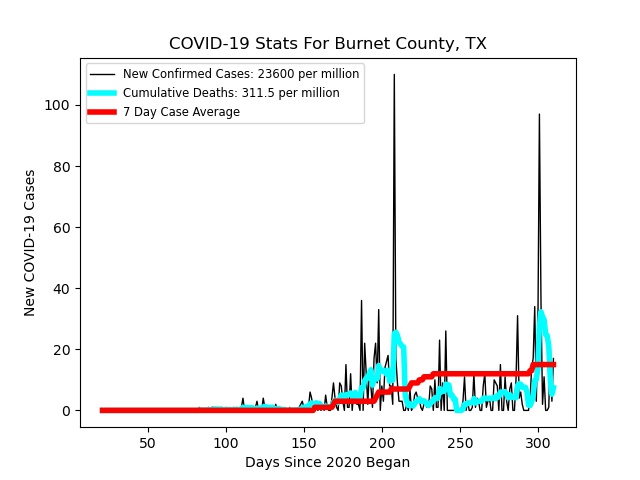 COVID-19 Stats For Burnet County, TX
New Confirmed Cases: 23600 per million
Cumulative Deaths: 311.5 per million
7 Day Case Average
New COVID-19 Cases
100
80
60
40
20
0
50 100 150 200 250 300
Days Since 2020 Began